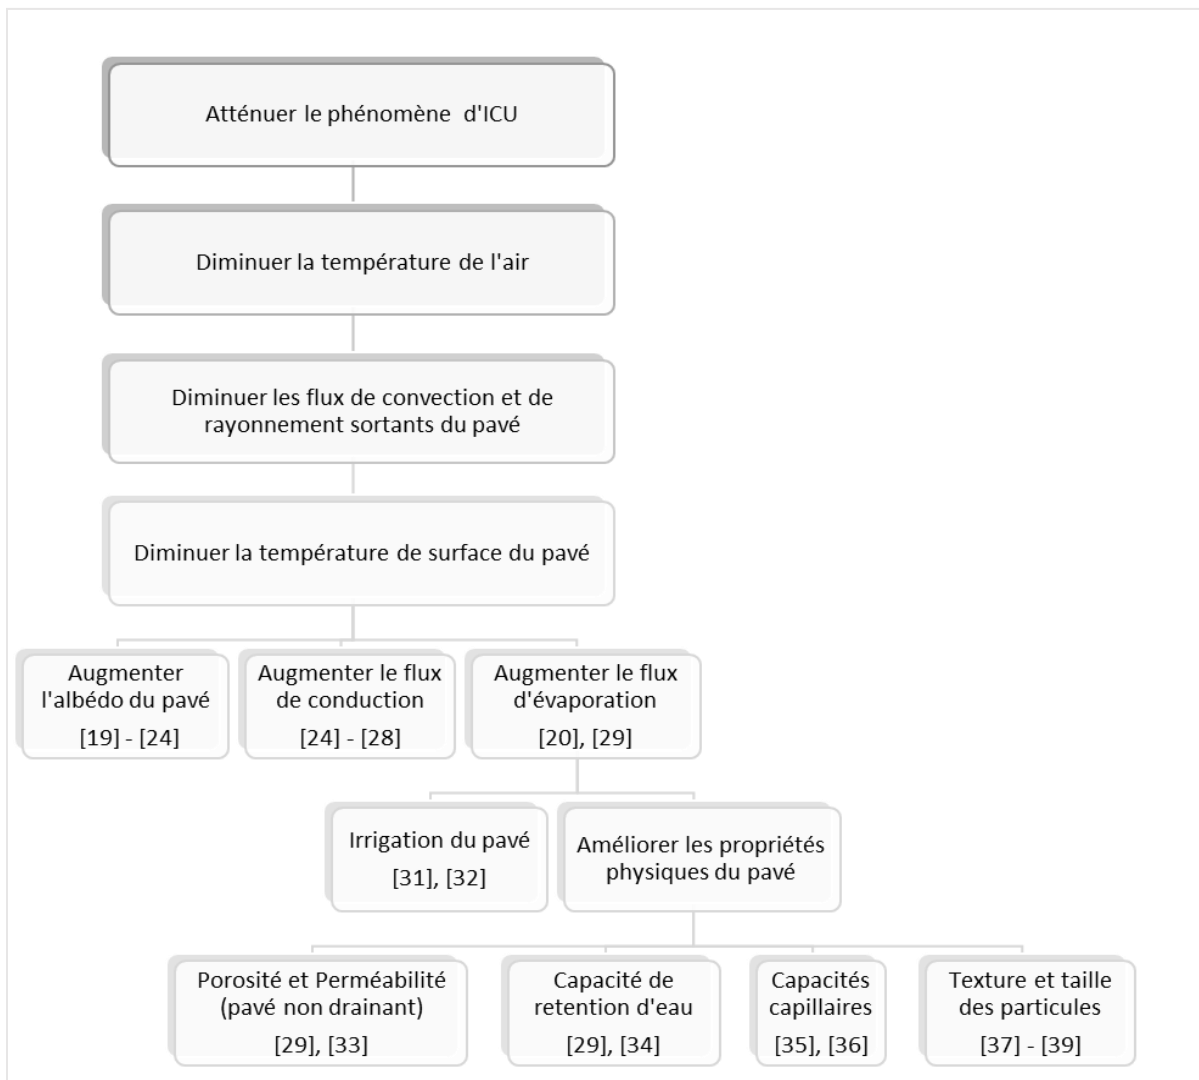 Atténuer le phénomène d'ICU
Diminuer la température de l'air
Diminuer les flux de convection et de
rayonnement sortants du pavé
Diminuer la température de surface du pavé
Augmenter
l'albédo du pavé
[19] - [24]
Augmenter le flux
de conduction
[24] - [28]
Augmenter le flux
d'évaporation
[20], [29]
Irrigation du pavé
[31], [32]
Améliorer les propriétés
physiques du pavé
Porosité et Perméabilité
(pavé non drainant)
[29], [33]
Capacité de
retention d'eau
[29], [34]
Capacités
capillaires
[35], [36]
Texture et taille
des particules
[37] - [39]